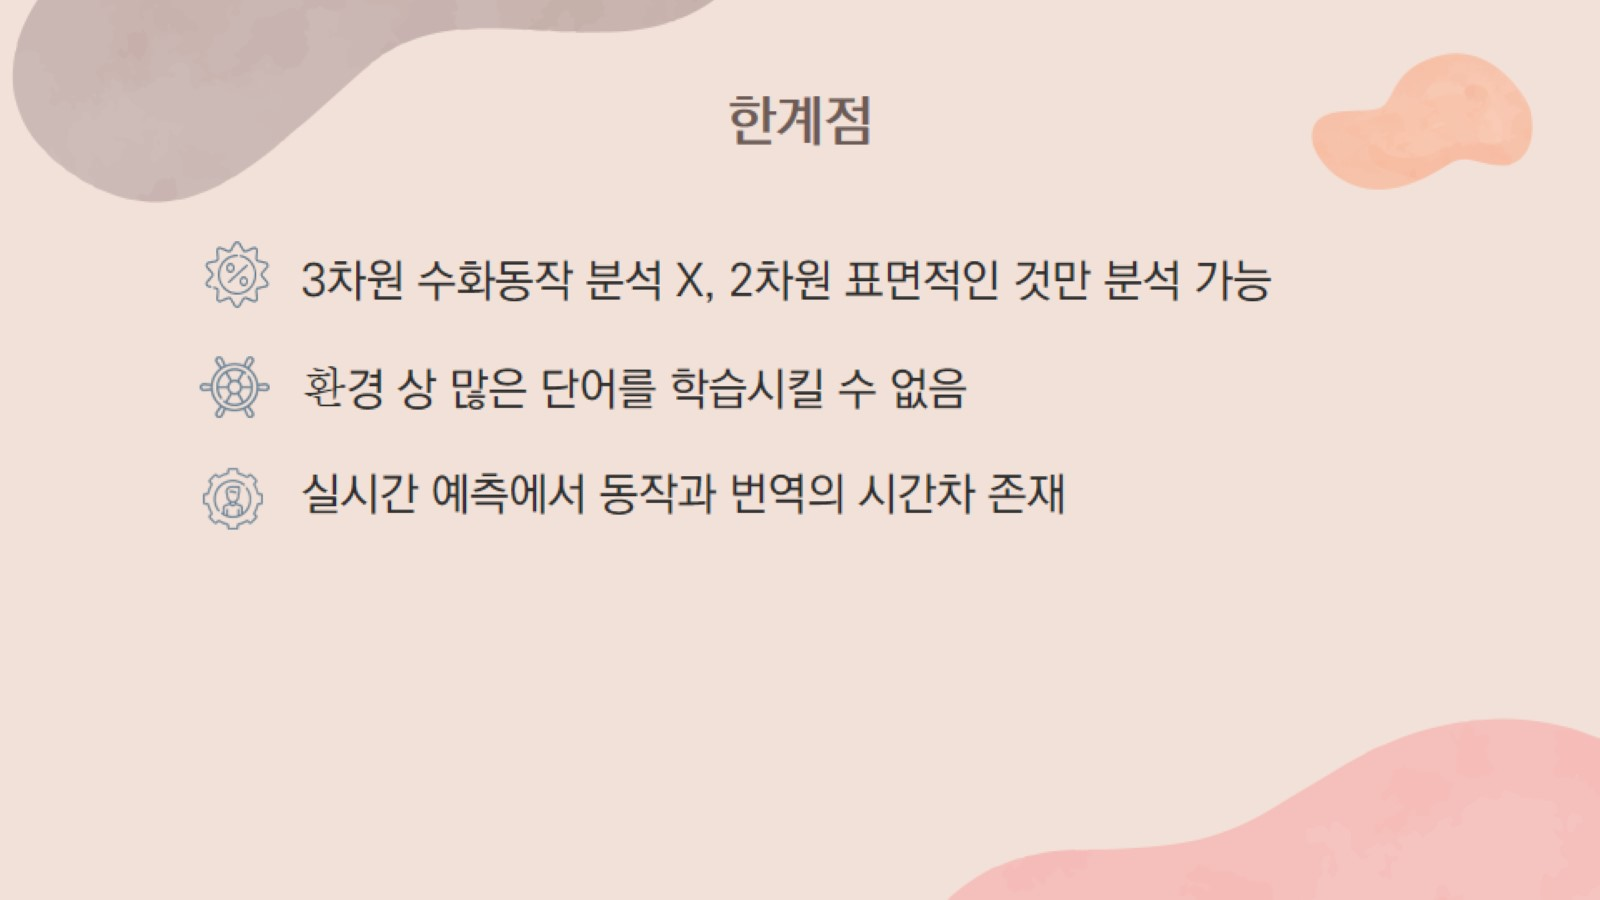 한계점
3차원 수화동작 분석 X, 2차원 표면적인 것만 분석 가능
환경 상 많은 단어를 학습시킬 수 없음
실시간 예측에서 동작과 번역의 시간차 존재